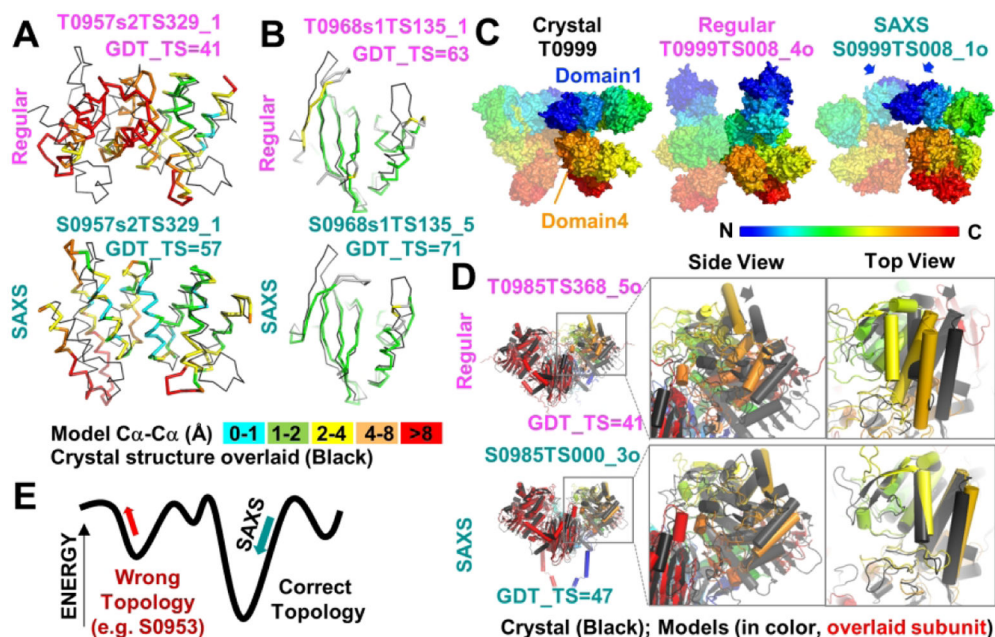 A
T0957s2TS329_1
GDT_TS=41
Regular
S0957s2TS329_1
GDT_TS=57
SAXS
Model Cα-Cα (Å) 0-1 1-2 2-4 4-8 >8
Crystal structure overlaid (Black)
B
T0968s1TS135_1
GDT_TS=63
Regular
S0968s1TS135_5
GDT_TS=71
SAXS
C
Crystal
T0999
Regular
T0999TS008_4o
SAXS
S0999TS008_1o
Domain1
Domain4
N C
D
Side View Top View
T0985TS368_5o
Regular
GDT_TS=41
S0985TS000_3o
SAXS
GDT_TS=47
Crystal (Black); Models (in color, overlaid subunit)
E
ENERGY
SAXS
Wrong
Topology
(e.g. S0953)
Correct
Topology